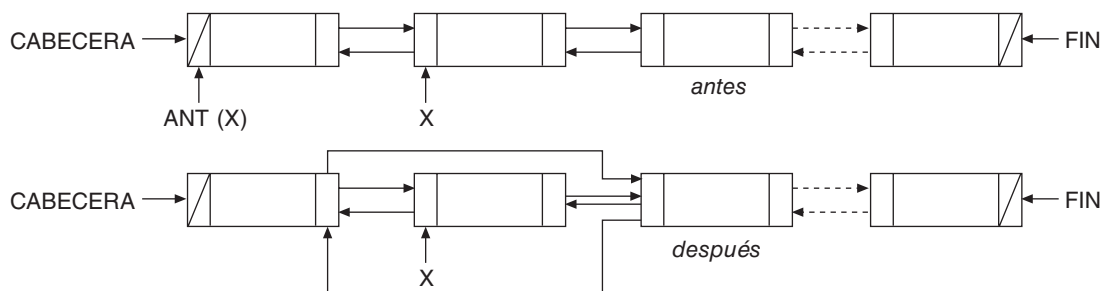 CABECERA FIN
antes
ANT (X) X
CABECERA FIN
después
X